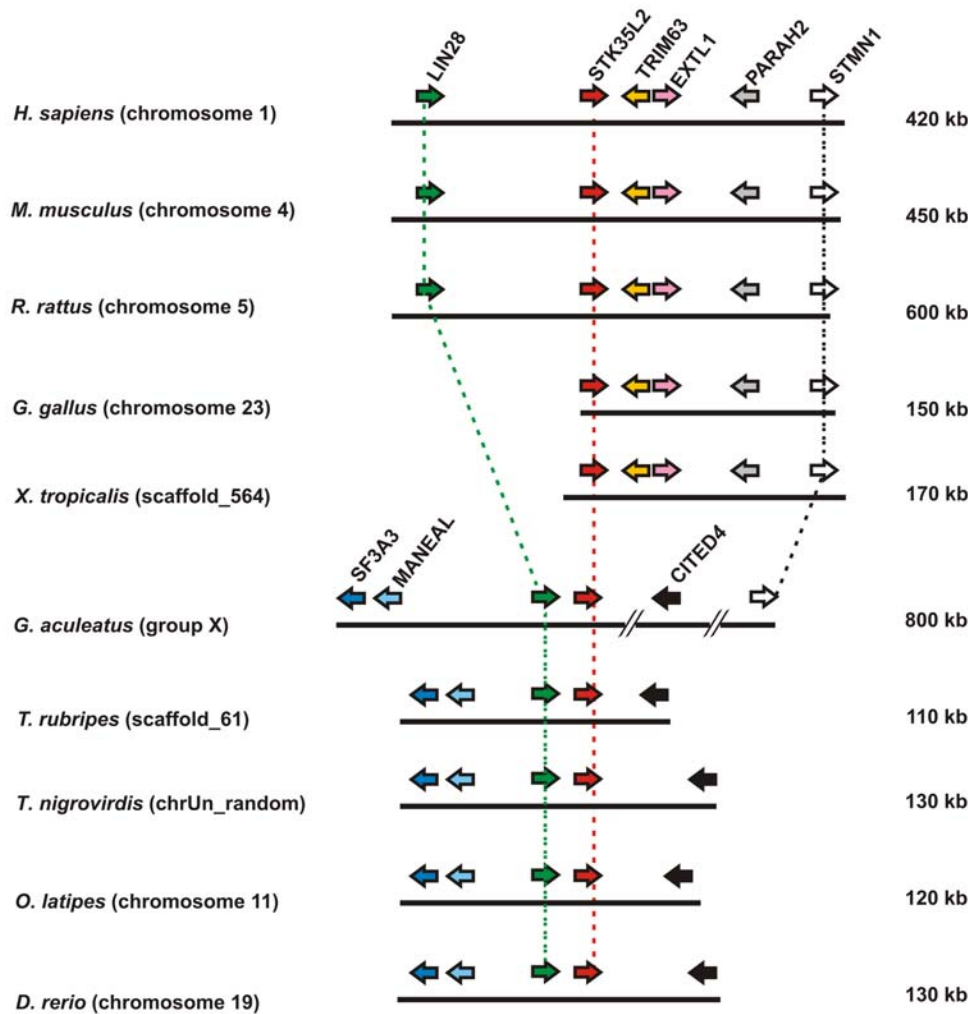 LIN28
STK35L2
TRIM63
EXTL1
PARAH2
STMN1
H. sapiens (chromosome 1)
420 kb
M. musculus (chromosome 4)
450 kb
R. rattus (chromosome 5)
600 kb
G. gallus (chromosome 23)
150 kb
X. tropicalis (scaffold_564)
170 kb
SF3A3
MANEAL
CITED4
G. aculeatus (group X)
800 kb
T. rubripes (scaffold_61)
110 kb
T. nigrovirdis (chrUn_random)
130 kb
O. latipes (chromosome 11)
120 kb
D. rerio (chromosome 19)
130 kb